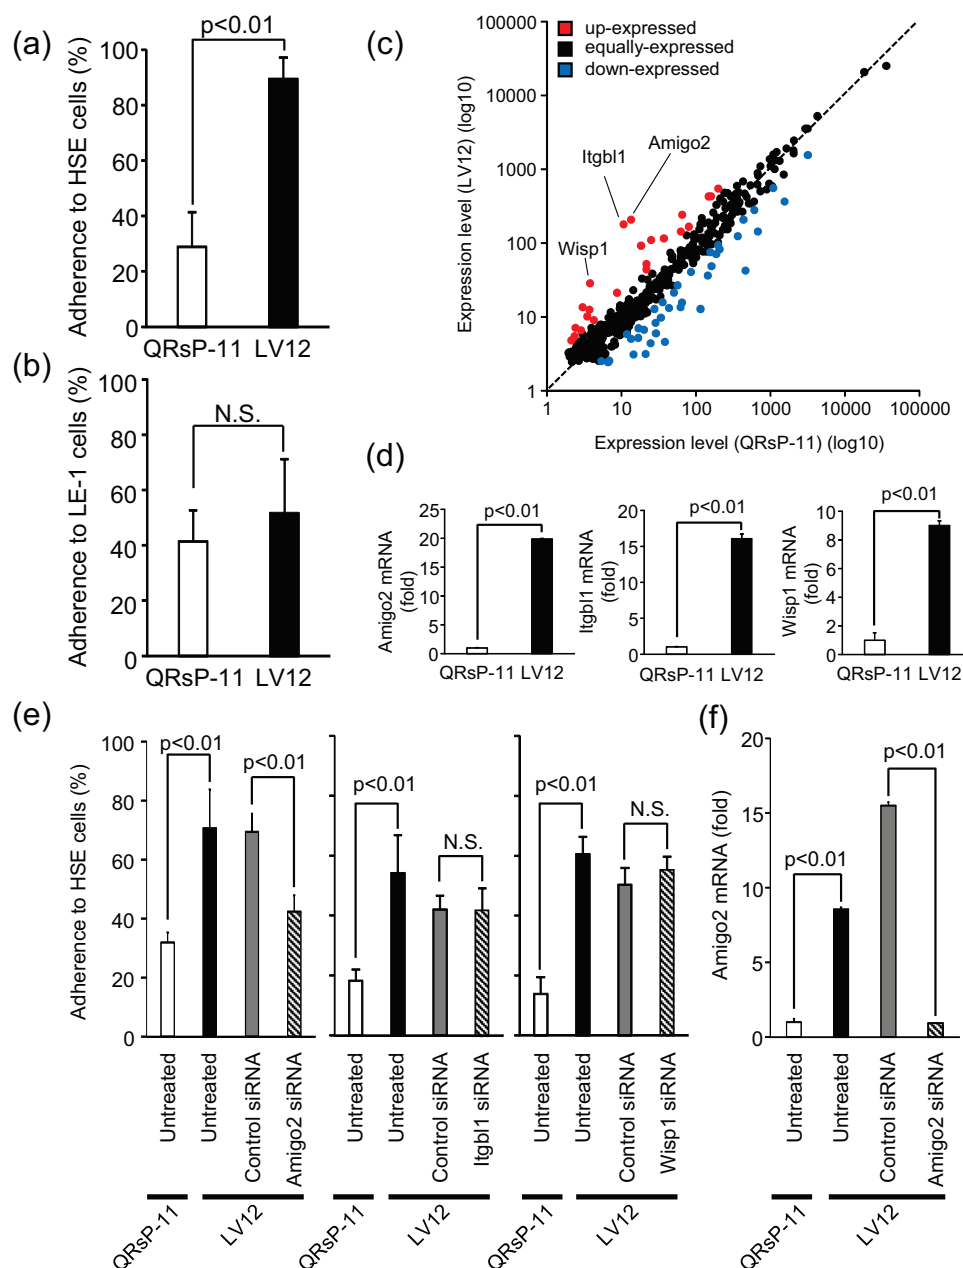 (a)
p<0.01
Adherence to HSE cells (%)
100
80
60
40
20
0
QRsP-11 LV12
(b)
N.S.
Adherence to LE-1 cells (%)
100
80
60
40
20
0
QRsP-11 LV12
(c)
up-expressed
equally-expressed
down-expressed
Expression level (LV12) (log10)
100000
10000
1000
100
10
1
Itgbl1
Amigo2
Wisp1
1 10 100 1000 10000 100000
Expression level (QRsP-11) (log10)
(d)
p<0.01
Amigo2 mRNA
(fold)
25
20
15
10
5
0
QRsP-11 LV12
p<0.01
Itgbl1 mRNA
(fold)
20
15
10
5
0
QRsP-11 LV12
p<0.01
Wisp1 mRNA
(fold)
10
8
6
4
2
0
QRsP-11 LV12
(e)
Adherence to HSE cells (%)
100
80
60
40
20
0
p<0.01
p<0.01
Untreated
Untreated
Control siRNA
Amigo2 siRNA
QRsP-11
LV12
p<0.01
N.S.
Untreated
Untreated
Control siRNA
Itgbl1 siRNA
QRsP-11
LV12
p<0.01
N.S.
Untreated
Untreated
Control siRNA
Wisp1 siRNA
QRsP-11
LV12
(f)
Amigo2 mRNA (fold)
20
15
10
5
0
p<0.01
p<0.01
Untreated
Untreated
Control siRNA
Amigo2 siRNA
QRsP-11
LV12